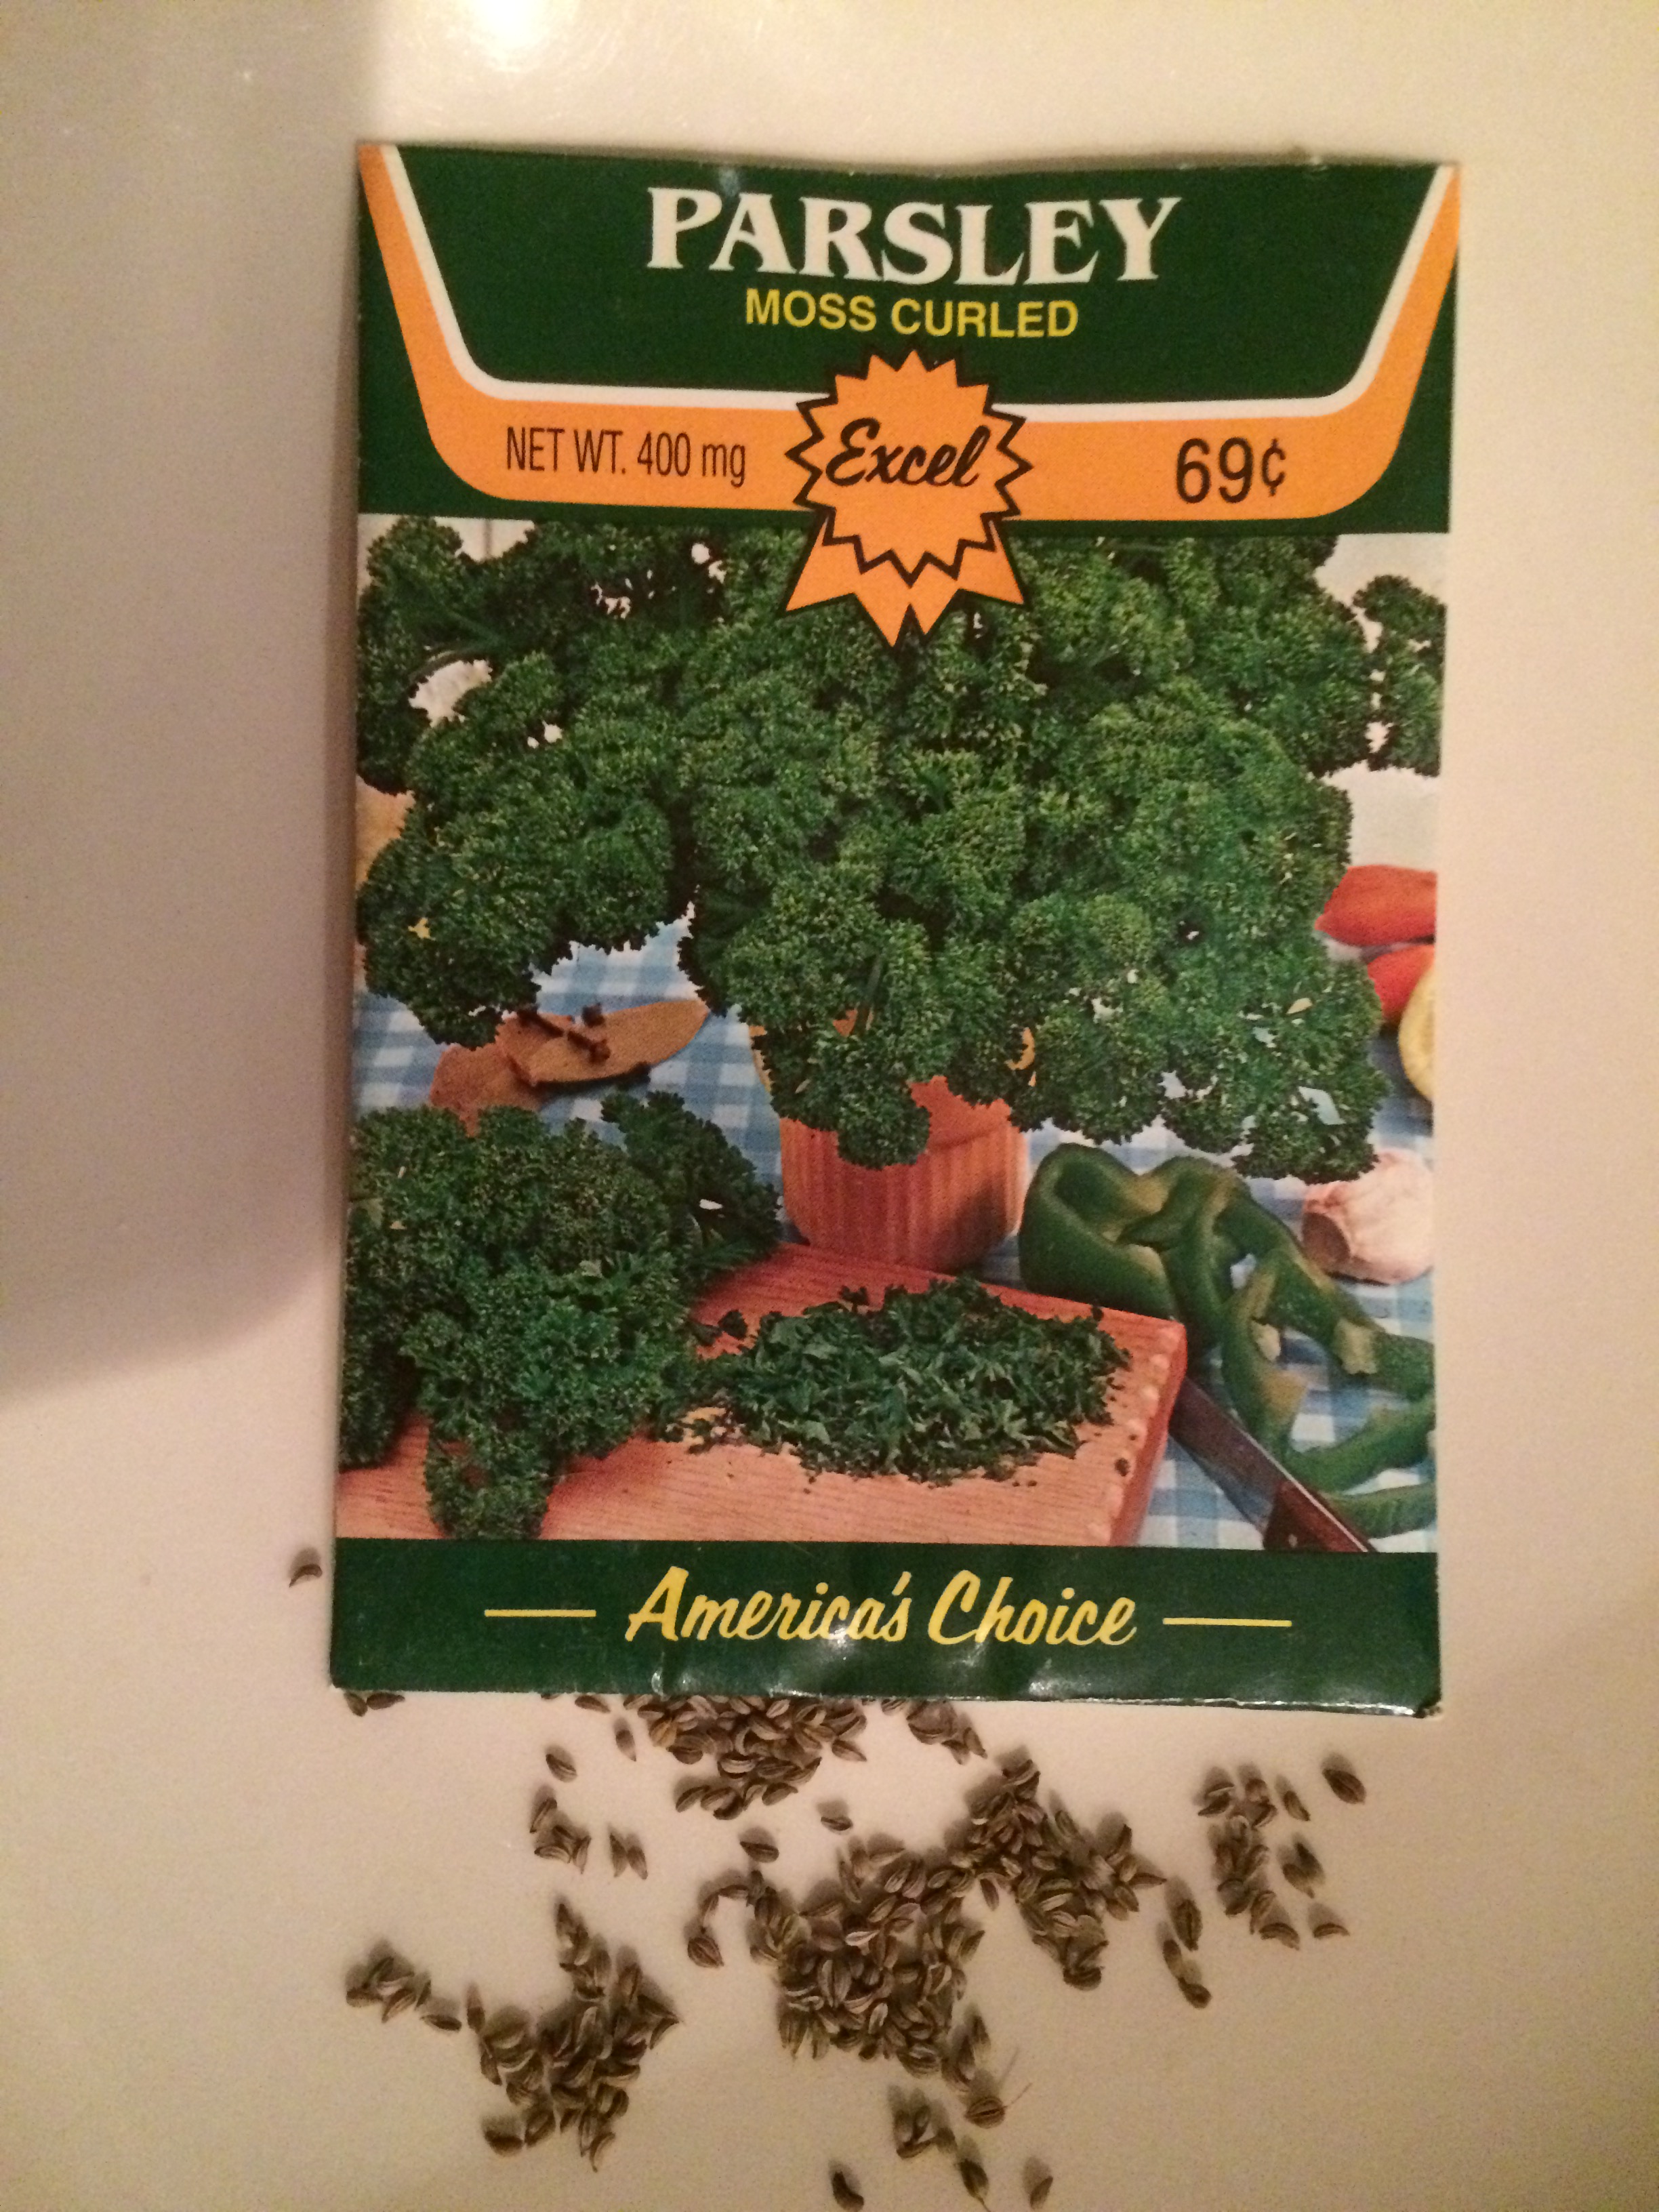 PARSLEY
MOSS CURLED
NET WT. 400 mg
Excel
69¢
America's Choice